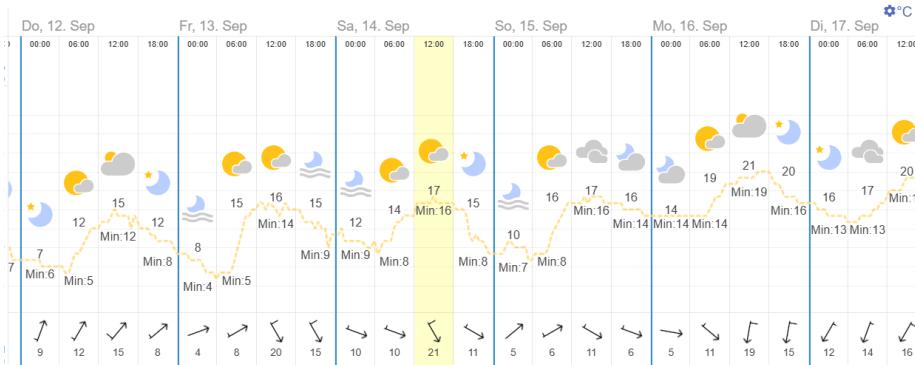 °C
Do, 12. Sep Fr, 13. Sep Sa, 14. Sep So, 15. Sep Mo, 16. Sep Di, 17. Sep
00:00 06:00 12:00 18:00 00:00 06:00 12:00 18:00 00:00 06:00 12:00 18:00 00:00 06:00 12:00 18:00 00:00 06:00 12:00 18:00 00:00 06:00 12:00
7 12 15 12 8 15 16 15 12 14 17 15 10 16 17 16 14 19 21 20 16 17 20
7 Min:6 Min:5 Min:12 Min:8 Min:4 Min:5 Min:14 Min:9 Min:9 Min:8 Min:16 Min:8 Min:7 Min:8 Min:16 Min:14 Min:14 Min:14 Min:19 Min:16 Min:13 Min:13
9 12 15 8 4 8 20 15 10 10 21 11 5 6 11 6 5 11 19 15 12 14 16